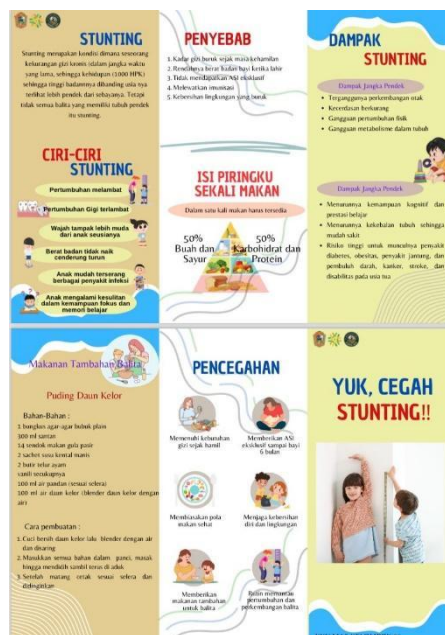 STUNTING
Stunting merupakan kondisi dimana seseorang
kekurangan gizi kronis dalam jangka waktu
yang lama, sehingga kehidupan (1000 HPK)
sehingga tinggi badannya dibanding usia nya
terlihat lebih pendek dari sebayanya. Tetapi
tidak semua balita yang memiliki tubuh pendek
itu stunting.
CIRI-CIRI
STUNTING
Pertumbuhan melambat
Pertumbuhan Gigi terlambat
Wajah tampak lebih muda
dari anak seusianya
Berat badan tidak naik
cenderung turun
Anak mudah terserang
berbagai penyakit infeksi
Anak mengalami kesulitan
dalam kemampuan fokus dan
memori belajar
PENYEBAB
1. Kadar gizi buruk sejak masa kehamilan
2. Rendahnya berat badan bayi ketika lahir
3. Tidak mendapatkan ASI eksklusif
4. Melewatkan imunisasi
5. Kebersihan lingkungan yang buruk
ISI PIRINGKU
SEKALI MAKAN
Dalam satu kali makan harus tersedia
50%
Buah dan
Sayur
50%
Karbohidrat dan
Protein
DAMPAK
STUNTING
Dampak Jangka Pendek
Terganggunya perkembangan otak
Kecerdasan berkurang
Gangguan pertumbuhan fisik
Gangguan metabolisme dalam tubuh
Dampak Jangka Pendek
Menurunnya kemampuan kognitif dan
prestasi belajar
Menurunnya kekebalan tubuh sehingga
mudah sakit
Risiko tinggi untuk munculnya penyakit
diabetes, obesitas, penyakit jantung, dan
pembuluh darah, kanker, stroke, dan
disabilitas pada usia tua
Makanan Tambahan Balita
Puding Daun Kelor
Bahan-Bahan :
1 bungkus agar-agar bubuk plain
300 ml santan
14 sendok makan gula pasir
2 sachet susu kental manis
2 butir telur ayam
vanili secukupnya
100 ml air pandan (sesuai selera)
100 ml air daun kelor (blender daun kelor dengan
air)
Cara pembuatan :
1. Cuci bersih daun kelor lalu blender dengan air
dan disaring
2. Masukkan semua bahan dalam panci, masak
hingga mendidih sambil terus di aduk
3. Setelah matang cetak sesuai selera dan
didinginkan
PENCEGAHAN
Memenuhi kebutuhan
gizi sejak hamil
Memberikan ASI
eksklusif sampai bayi
6 bulan
Membiasakan pola
makan sehat
Menjaga kebersihan
diri dan lingkungan
Memberikan
makanan tambahan
untuk balita
Rutin memantau
pertumbuhan dan
perkembangan balita
YUK, CEGAH
STUNTING!!